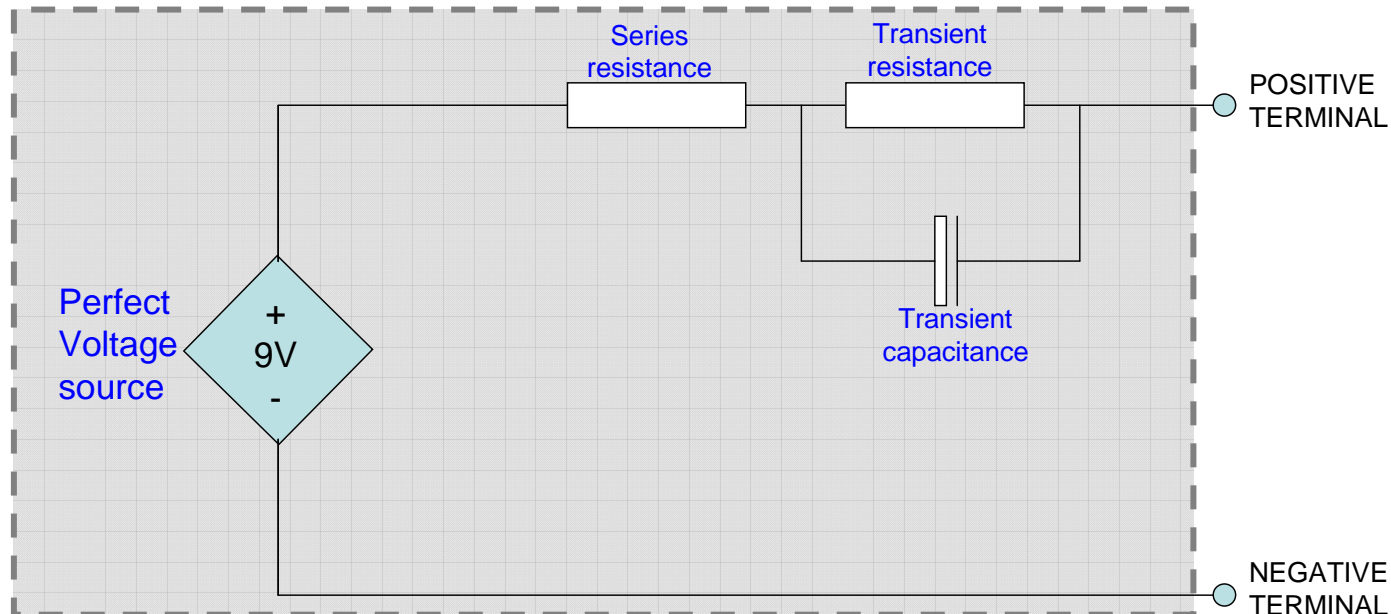 Series
resistance
Transient
resistance
POSITIVE
TERMINAL
Transient
capacitance
Perfect
Voltage
source
+
9V
-
NEGATIVE
TERMINAL